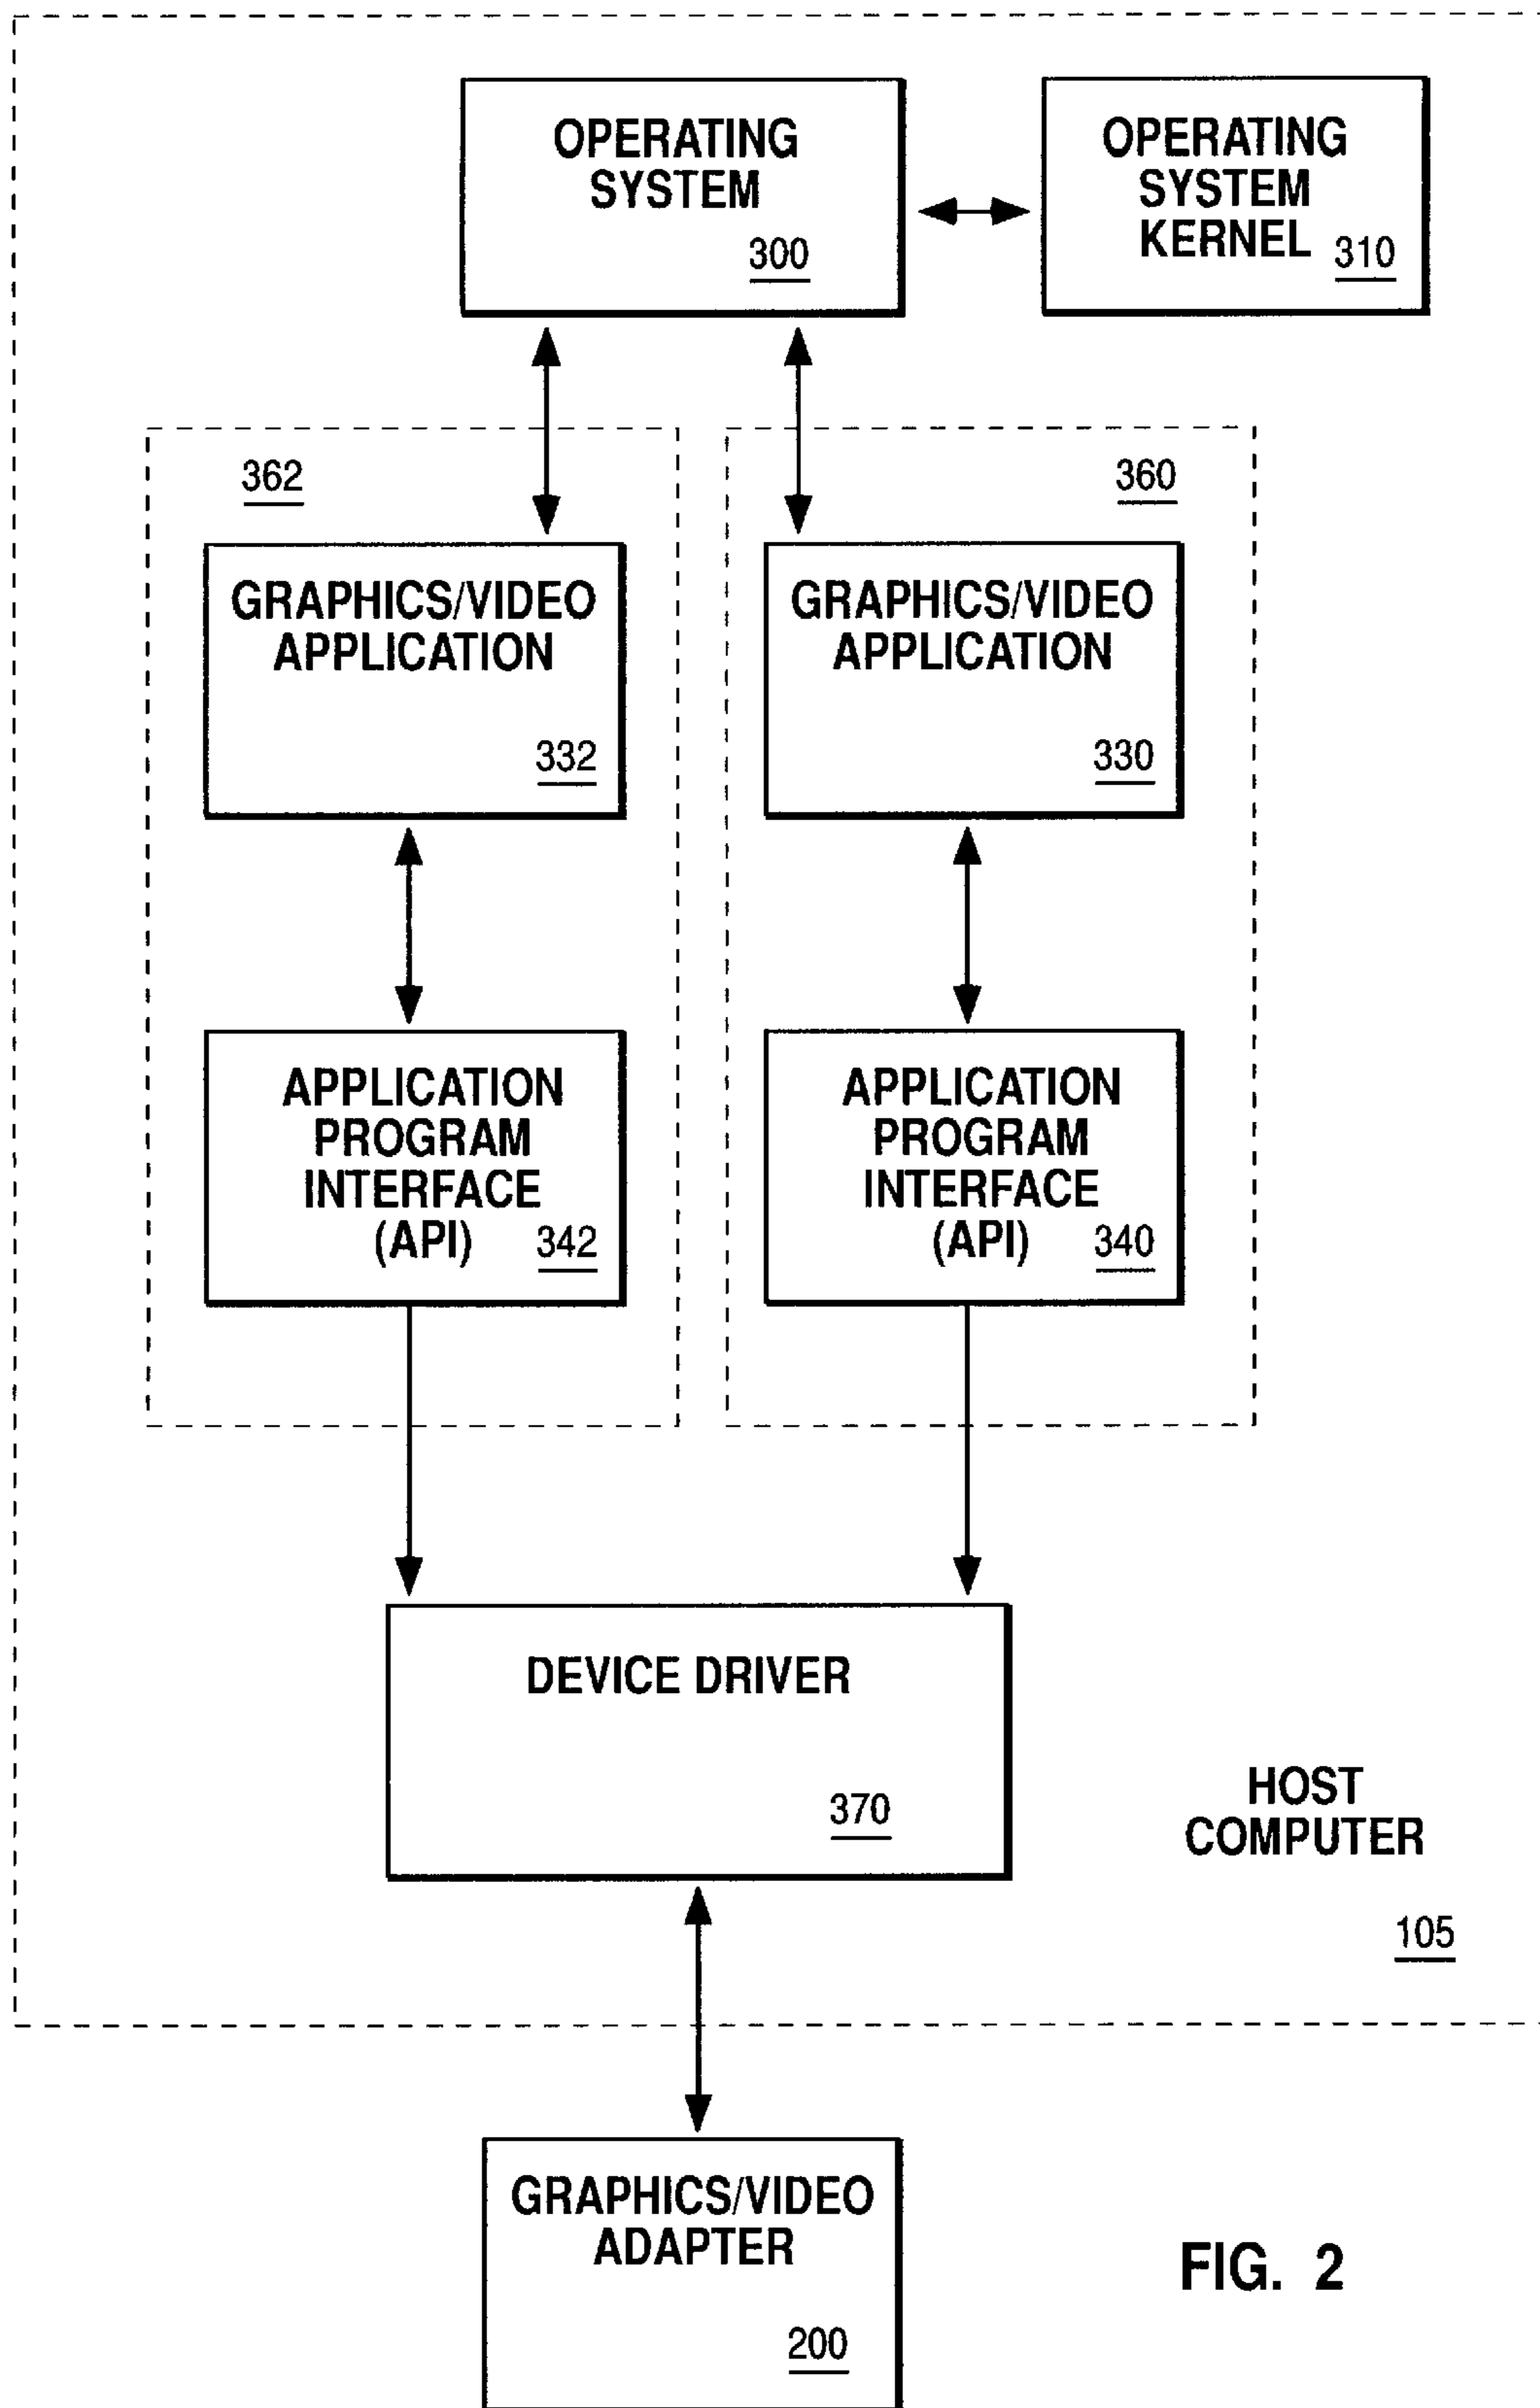 OPERATING
SYSTEM
300
OPERATING
SYSTEM
KERNEL 310
362
GRAPHICS/VIDEO
APPLICATION
332
360
GRAPHICS/VIDEO
APPLICATION
330
APPLICATION
PROGRAM
INTERFACE
(API) 342
APPLICATION
PROGRAM
INTERFACE
(API) 340
DEVICE DRIVER
370
HOST
COMPUTER
105
GRAPHICS/VIDEO
ADAPTER
200
FIG. 2